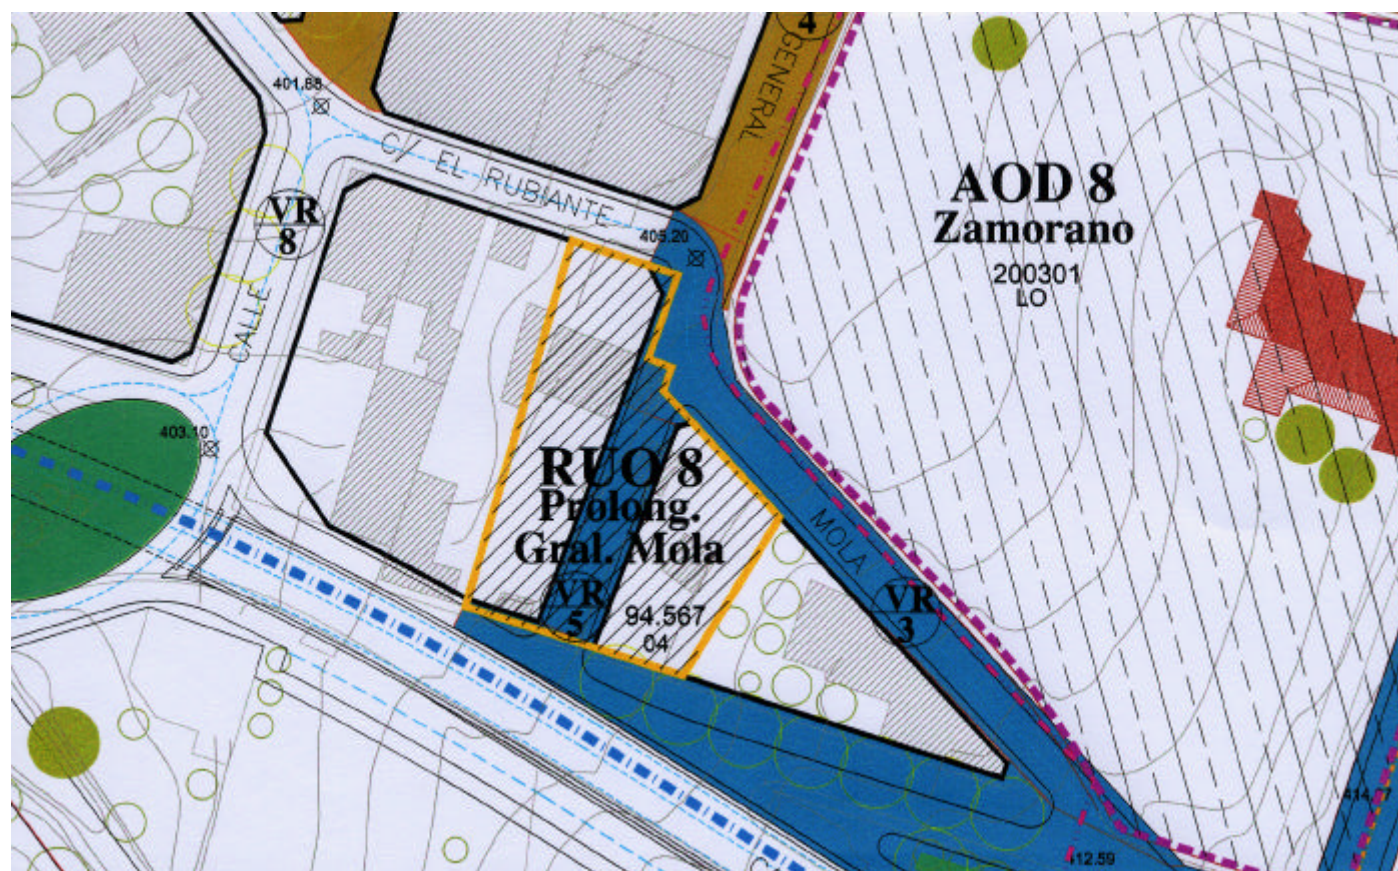 4
GENERAL
401.88
C/ EL RUBIANTE
AOD 8
Zamorano
200301
LO
VR
8
405.20
CALLE
403.10
RUO 8
Prolong.
Gral. Mola
MOLA
VR
5
94.567
04
VR
3
412.59